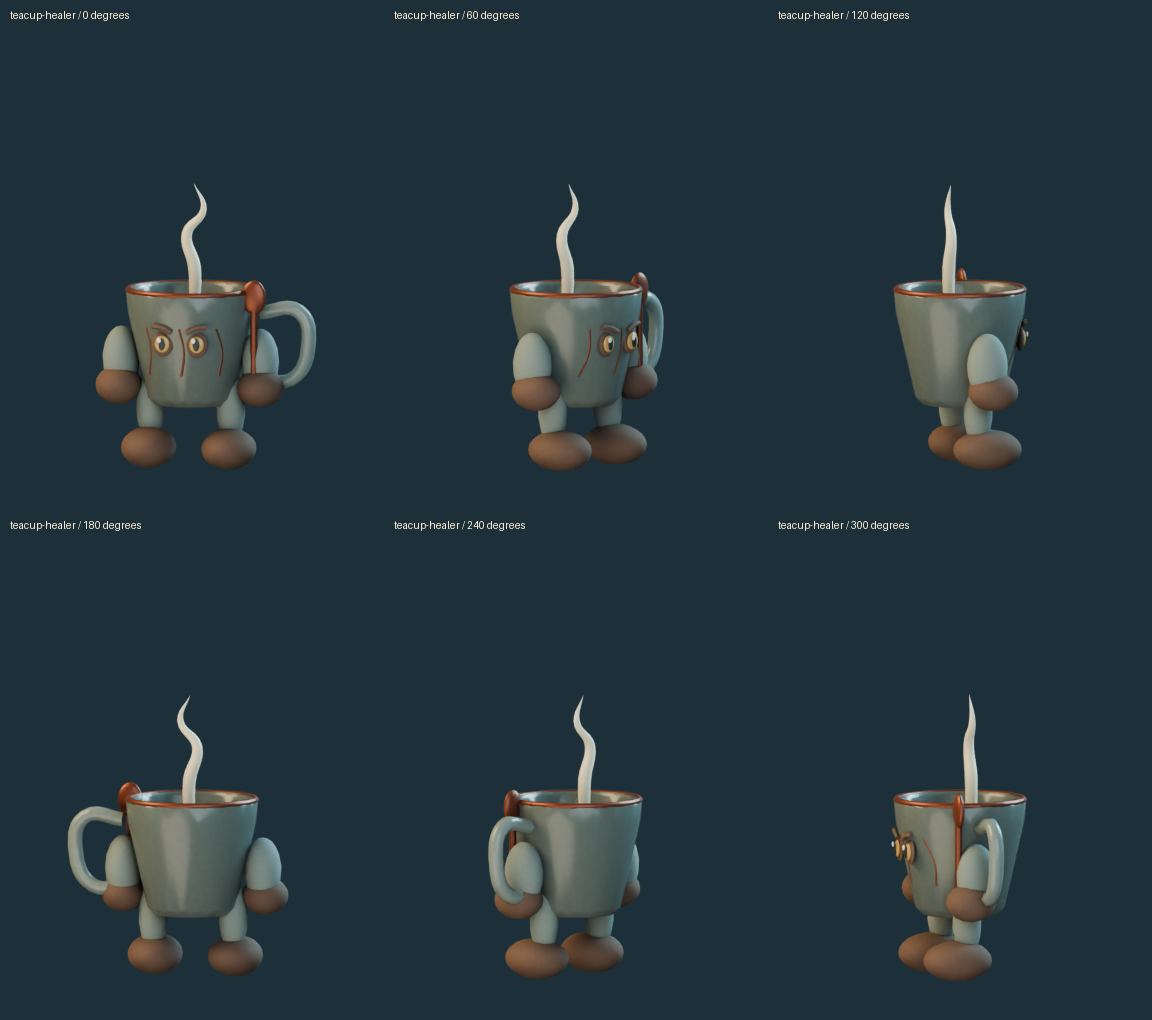 teacup-healer / 0 degrees
teacup-healer / 60 degrees
teacup-healer / 120 degrees
teacup-healer / 180 degrees
teacup-healer / 240 degrees
teacup-healer / 300 degrees